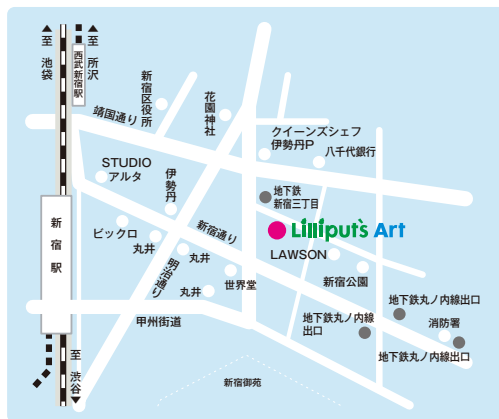 ▲至 池袋
▲至 所沢
西武新宿駅
新宿区役所
花園神社
靖国通り
クイーンズシェフ
伊勢丹P
八千代銀行
STUDIO
アルタ
伊勢丹
地下鉄
新宿三丁目
Lilliput's Art
新宿駅
ビックロ
丸井
丸井
新宿通り
LAWSON
明治通り
世界堂
新宿公園
丸井
甲州街道
地下鉄丸ノ内線出口
地下鉄丸ノ内線
出口
消防署
地下鉄丸ノ内線出口
至 渋谷▼
新宿御苑